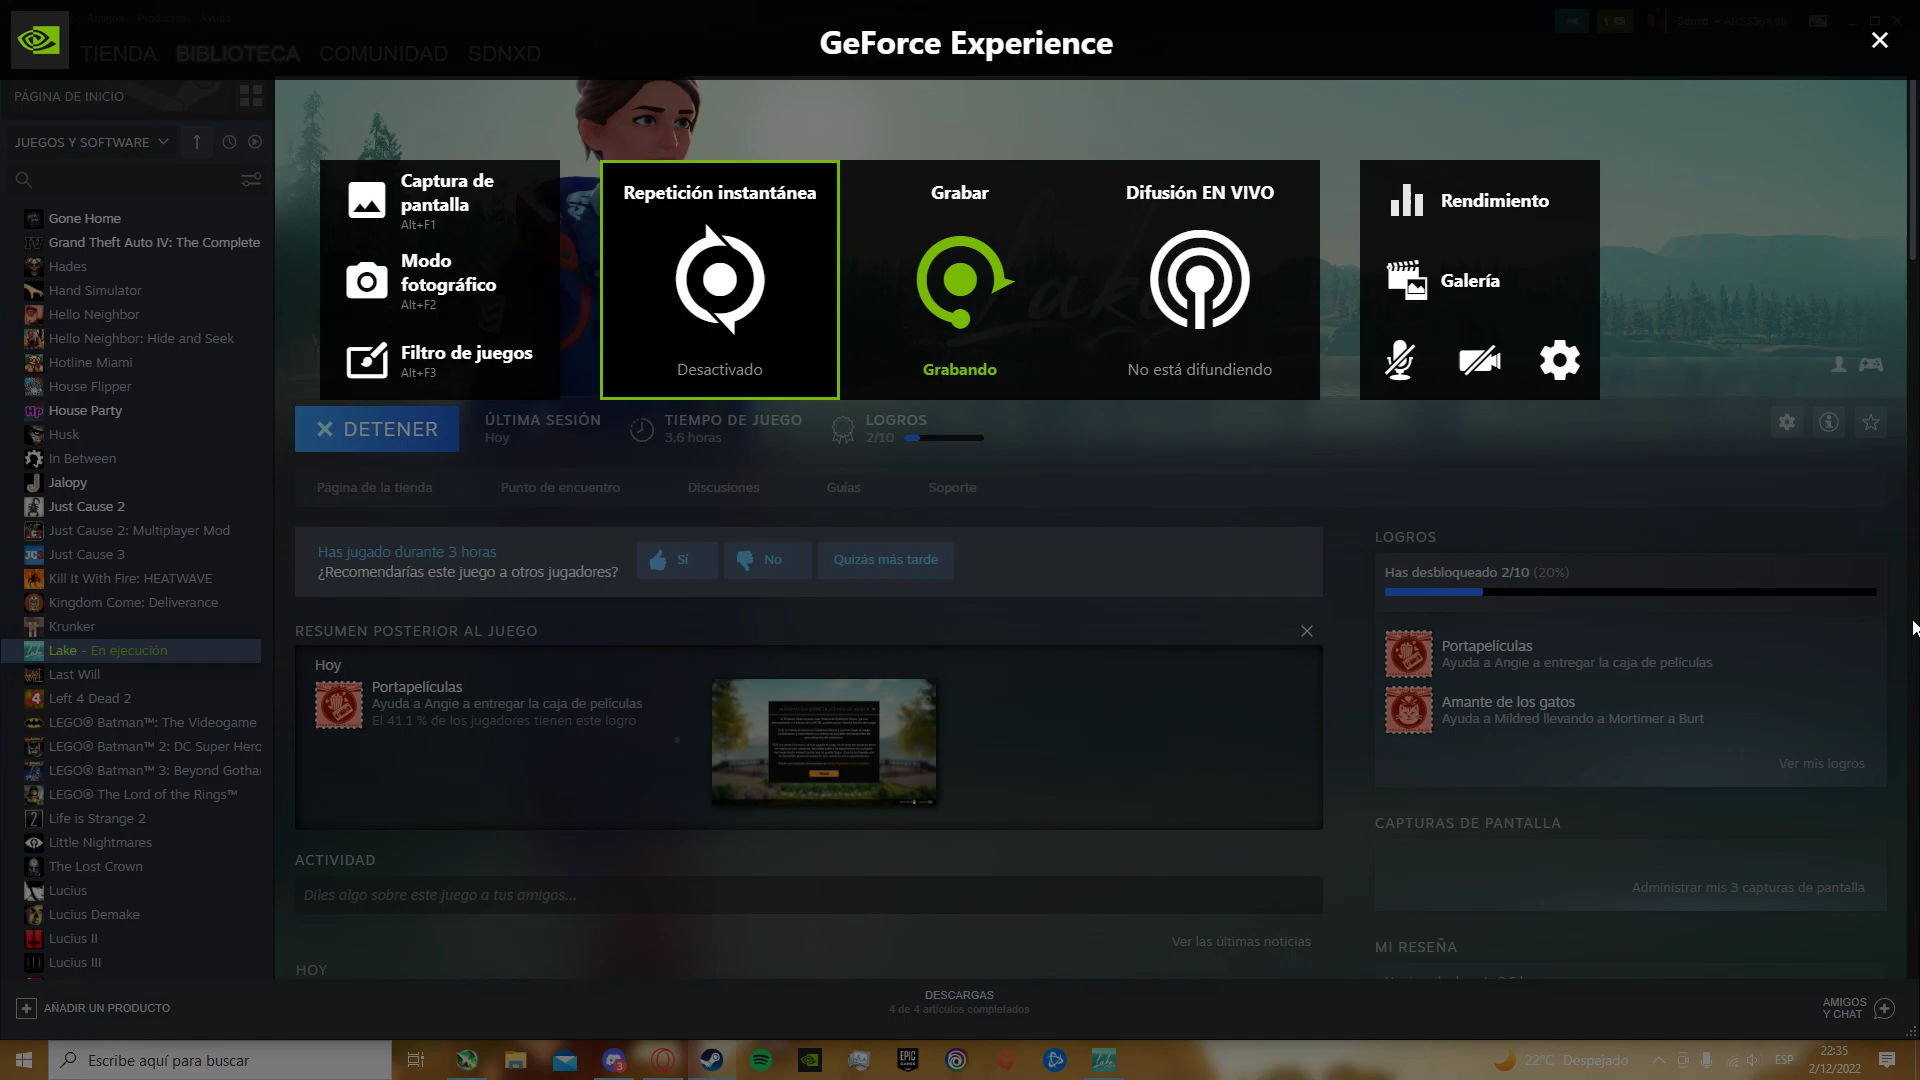 GeForce Experience
TIENDA
BIBLIOTECA
COMUNIDAD
SDNXD
PÁGINA DE INICIO
JUEGOS Y SOFTWARE
Gone Home
Grand Theft Auto IV: The Complete
Hades
Hand Simulator
Hello Neighbor
Hello Neighbor: Hide and Seek
Hotline Miami
House Flipper
House Party
Husk
In Between
Jalopy
Just Cause 2
Just Cause 2: Multiplayer Mod
Just Cause 3
Kill It With Fire: HEATWAVE
Kingdom Come: Deliverance
Krunker
Lake - En ejecución
Last Will
Left 4 Dead 2
LEGO® Batman™: The Videogame
LEGO® Batman™ 2: DC Super Hero
LEGO® Batman™ 3: Beyond Gotha
LEGO® The Lord of the Rings™
Life is Strange 2
Little Nightmares
The Lost Crown
Lucius
Lucius Demake
Lucius II
Lucius III
Captura de
pantalla
Alt+F1
Modo
fotográfico
Alt+F2
Filtro de juegos
Alt+F3
Repetición instantánea
Desactivado
Grabar
Grabando
Difusión EN VIVO
No está difundiendo
Rendimiento
Galería
DETENER
ÚLTIMA SESIÓN
Hoy
TIEMPO DE JUEGO
3,6 horas
LOGROS
2/10
Página de la tienda
Punto de encuentro
Discusiones
Guías
Soporte
Has jugado durante 3 horas
¿Recomendarías este juego a otros jugadores?
Sí
No
Quizás más tarde
RESUMEN POSTERIOR AL JUEGO
Hoy
Portapelículas
Ayuda a Angie a entregar la caja de películas
El 41.1 % de los jugadores tienen este logro
ACTIVIDAD
Diles algo sobre este juego a tus amigos...
Ver las últimas noticias
HOY
LOGROS
Has desbloqueado 2/10 (20%)
Portapelículas
Ayuda a Angie a entregar la caja de películas
Amante de los gatos
Ayuda a Mildred llevando a Mortimer a Burt
Ver mis logros
CAPTURAS DE PANTALLA
Administrar mis 3 capturas de pantalla
MI RESEÑA
AÑADIR UN PRODUCTO
DESCARGAS
4 de 4 artículos completados
AMIGOS
Y CHAT
Escribe aquí para buscar
22°C Despejado
ESP
22:35
2/12/2022